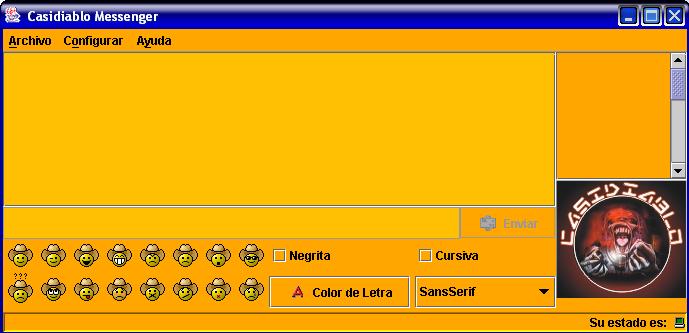 Casidiablo Messenger
Archivo Configurar Ayuda
Enviar
CASIDIABLO
???
Negrita
Cursiva
A Color de Letra
SansSerif
Su estado es: